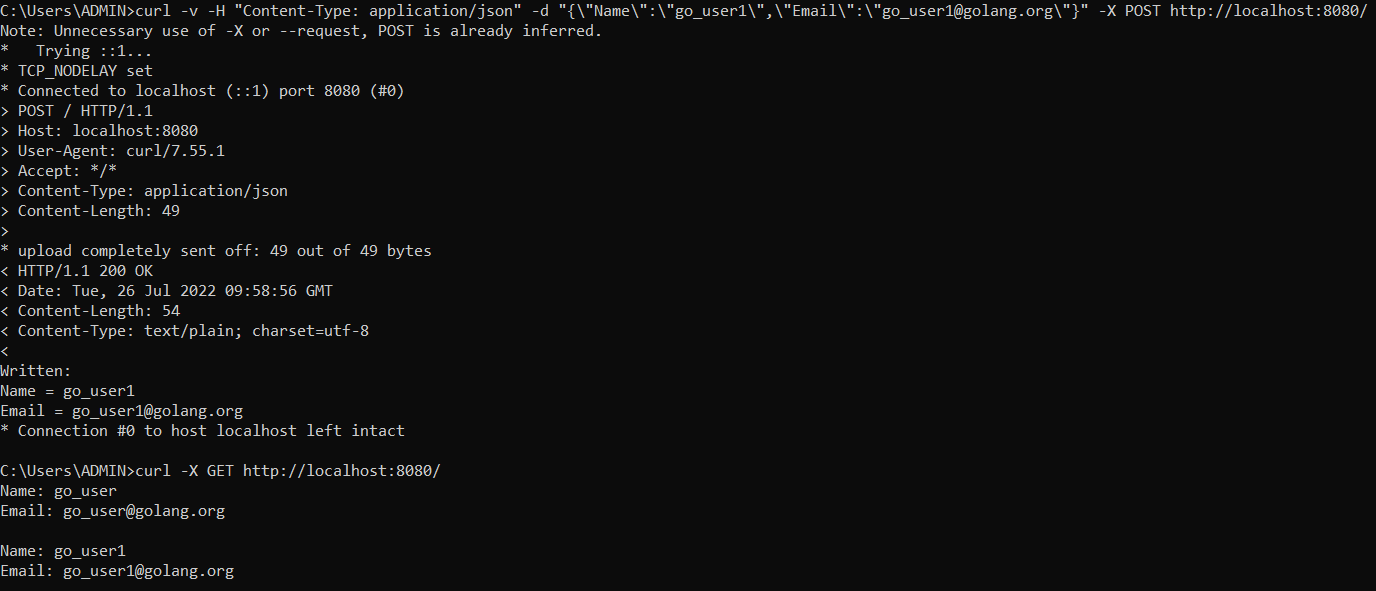 C:\Users\ADMIN>curl -v -H "Content-Type: application/json" -d "{\"Name\":\"go_user1\",\"Email\":\"go_user1@golang.org\"}" -X POST http://localhost:8080/
Note: Unnecessary use of -X or --request, POST is already inferred.
*   Trying ::1...
* TCP_NODELAY set
* Connected to localhost (::1) port 8080 (#0)
> POST / HTTP/1.1
> Host: localhost:8080
> User-Agent: curl/7.55.1
> Accept: */*
> Content-Type: application/json
> Content-Length: 49
>
* upload completely sent off: 49 out of 49 bytes
< HTTP/1.1 200 OK
< Date: Tue, 26 Jul 2022 09:58:56 GMT
< Content-Length: 54
< Content-Type: text/plain; charset=utf-8
<
Written:
Name = go_user1
Email = go_user1@golang.org
* Connection #0 to host localhost left intact

C:\Users\ADMIN>curl -X GET http://localhost:8080/
Name: go_user
Email: go_user@golang.org

Name: go_user1
Email: go_user1@golang.org